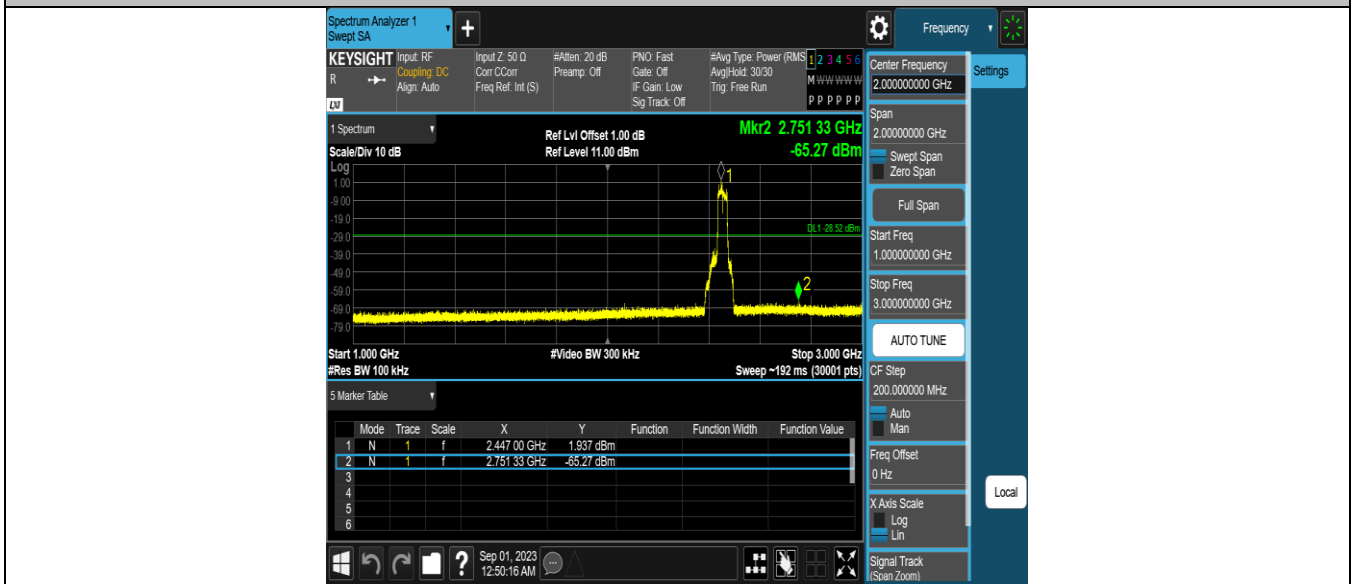 Spectrum Analyzer 1
Swept SA
+
Frequency
KEYSIGHT
R
LXI
Input: RF
Coupling: DC
Align: Auto
Input Z: 50 Ω
Corr CCorr
Freq Ref: Int (S)
#Atten: 20 dB
Preamp: Off
PNO: Fast
Gate: Off
IF Gain: Low
Sig Track: Off
#Avg Type: Power (RMS
Avg|Hold: 30/30
Trig: Free Run
1 2 3 4 5 6
M W W W W W
P P P P P P
1 Spectrum
Scale/Div 10 dB
Ref Lvl Offset 1.00 dB
Ref Level 11.00 dBm
Mkr2 2.751 33 GHz
-65.27 dBm
Log
1.00
-9.00
-19.0
-29.0
-39.0
-49.0
-59.0
-69.0
-79.0
1
DL1 -28.52 dBm
2
Start 1.000 GHz
#Res BW 100 kHz
#Video BW 300 kHz
Stop 3.000 GHz
Sweep ~192 ms (30001 pts)
5 Marker Table
Mode Trace Scale X Y Function Function Width Function Value
1 N 1 f 2.447 00 GHz 1.937 dBm
2 N 1 f 2.751 33 GHz -65.27 dBm
3
4
5
6
?
Sep 01, 2023
12:50:16 AM
Center Frequency
2.000000000 GHz
Settings
Span
2.00000000 GHz
Swept Span
Zero Span
Full Span
Start Freq
1.000000000 GHz
Stop Freq
3.000000000 GHz
AUTO TUNE
CF Step
200.000000 MHz
Auto
Man
Freq Offset
0 Hz
X Axis Scale
Log
Lin
Local
Signal Track
(Span Zoom)